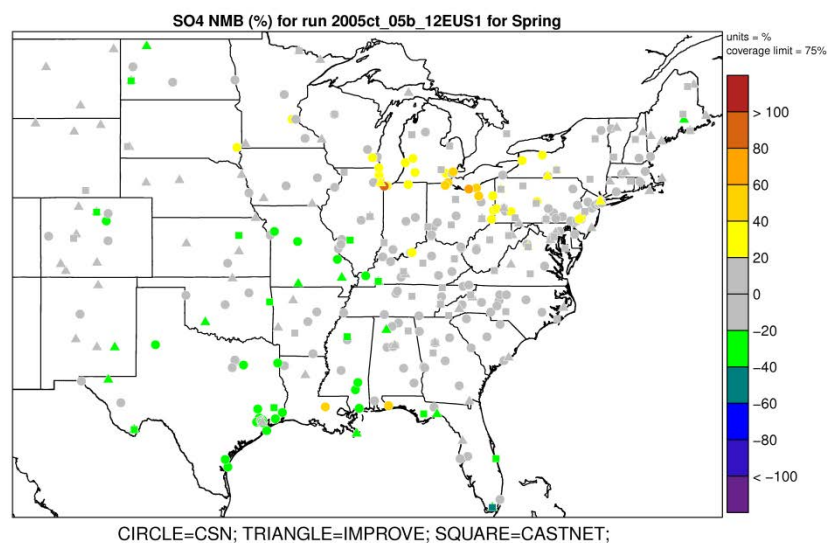 SO4 NMB (%) for run 2005ct_05b_12EUS1 for Spring
units = %
coverage limit = 75%
> 100
80
60
40
20
0
−20
−40
−60
−80
< −100
CIRCLE=CSN; TRIANGLE=IMPROVE; SQUARE=CASTNET;